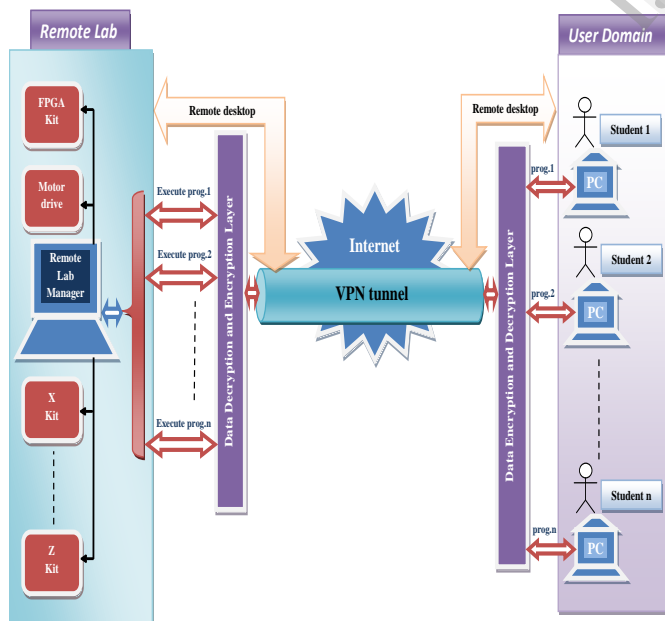 Remote Lab
User Domain
FPGA
Kit
Motor
drive
Remote
Lab
Manager
X
Kit
Z
Kit
Remote desktop
Execute prog.1
Execute prog.2
Execute prog.n
Data Decryption and Encryption Layer
Internet
VPN tunnel
Remote desktop
Data Encryption and Decryption Layer
prog.1
prog.2
prog.n
Student 1
PC
Student 2
PC
Student n
PC